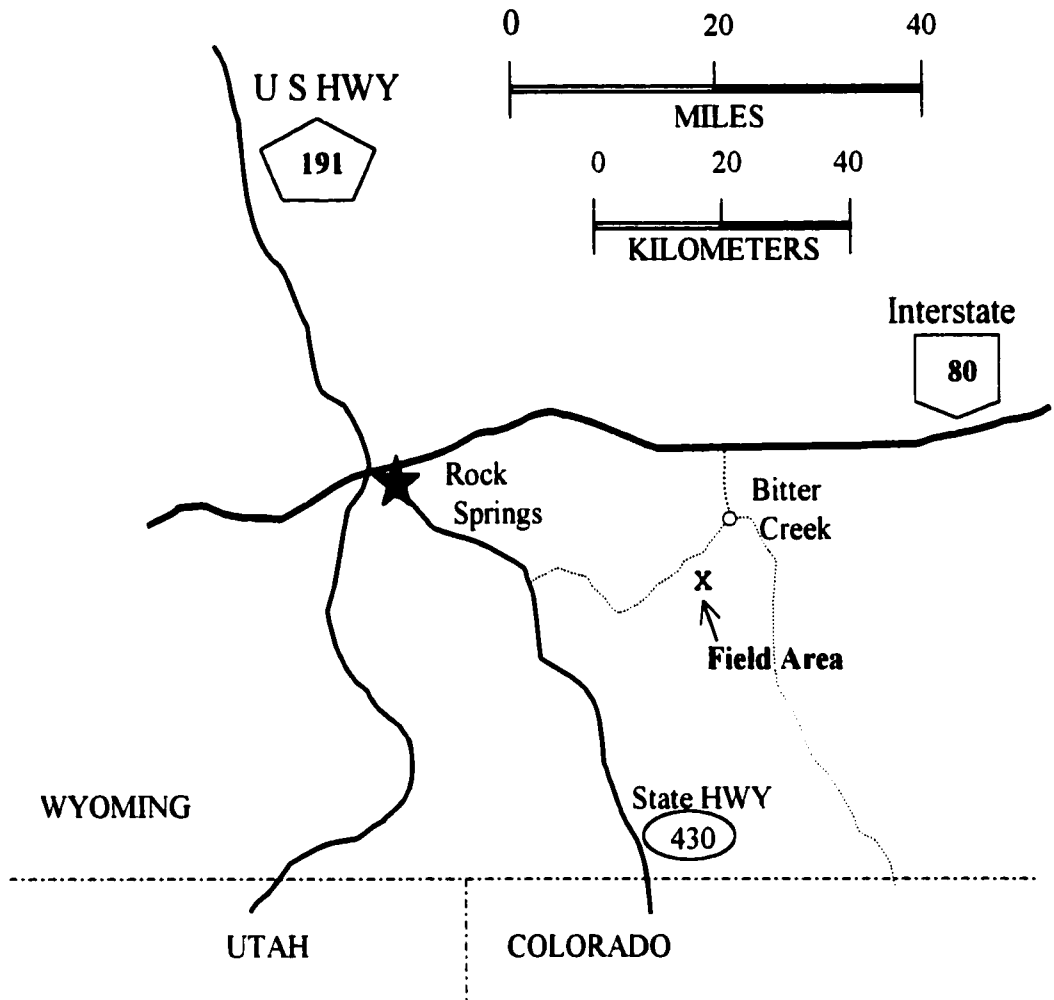 0 20 40
MILES
0 20 40
KILOMETERS
U S HWY
191
Interstate
80
Rock
Springs
Bitter
Creek
X
Field Area
WYOMING
State HWY
430
UTAH
COLORADO